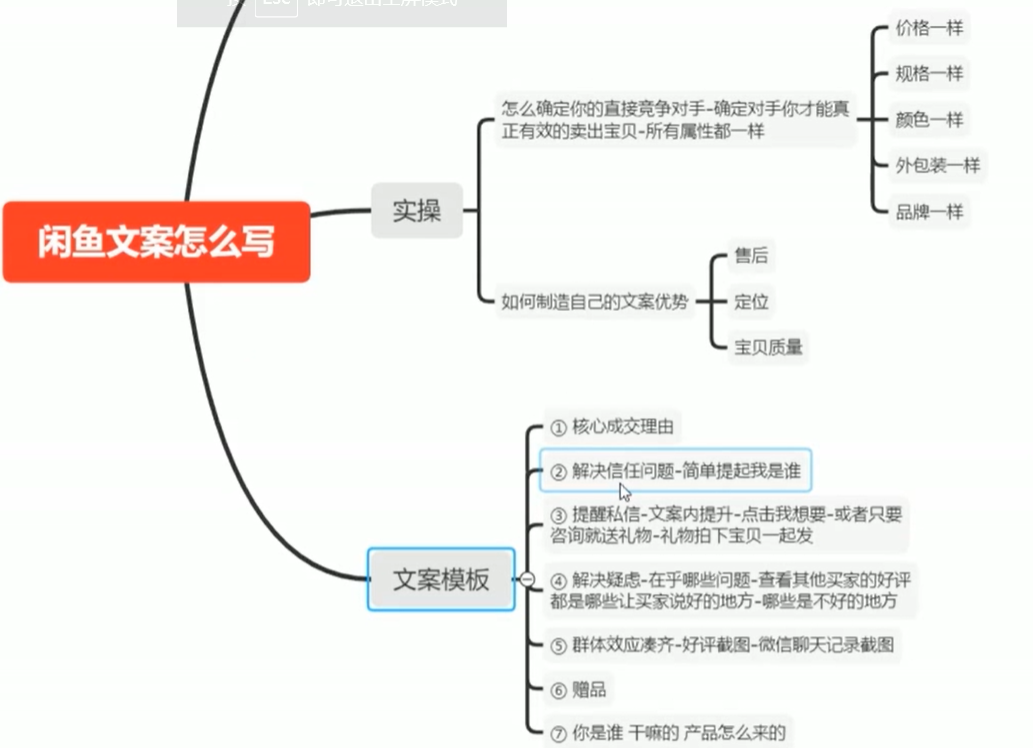 Esc 即可退出全屏模式
闲鱼文案怎么写
实操
怎么确定你的直接竞争对手-确定对手你才能真
正有效的卖出宝贝-所有属性都一样
价格一样
规格一样
颜色一样
外包装一样
品牌一样
如何制造自己的文案优势
售后
定位
宝贝质量
文案模板
① 核心成交理由
② 解决信任问题-简单提起我是谁
③ 提醒私信-文案内提升-点击我想要-或者只要
咨询就送礼物-礼物拍下宝贝一起发
④ 解决疑虑-在乎哪些问题-查看其他买家的好评
都是哪些让买家说好的地方-哪些是不好的地方
⑤ 群体效应凑齐-好评截图-微信聊天记录截图
⑥ 赠品
⑦ 你是谁 干嘛的 产品怎么来的